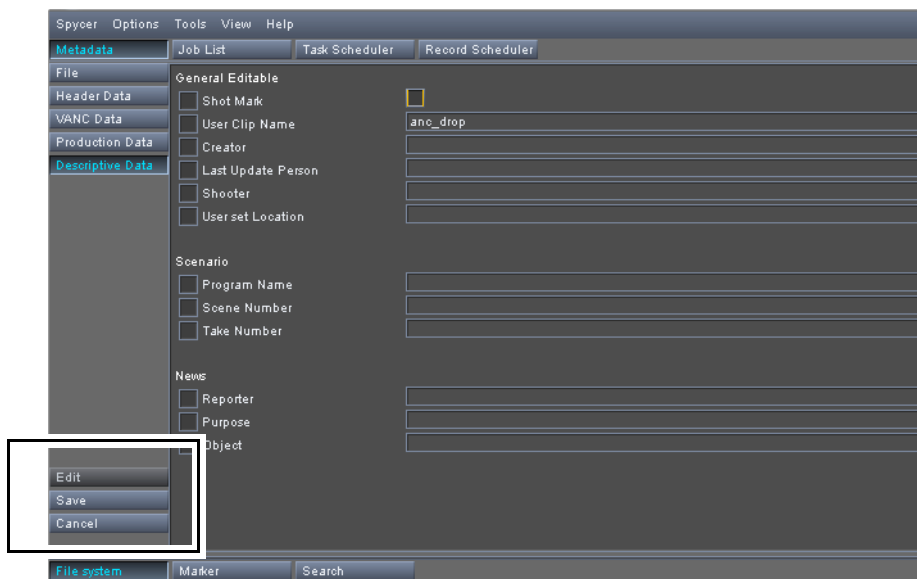 Spycer Options Tools View Help
Metadata Job List Task Scheduler Record Scheduler
File
Header Data
VANC Data
Production Data
Descriptive Data
General Editable
Shot Mark
User Clip Name anc_drop
Creator
Last Update Person
Shooter
User set Location
Scenario
Program Name
Scene Number
Take Number
News
Reporter
Purpose
Object
Edit
Save
Cancel
File system Marker Search